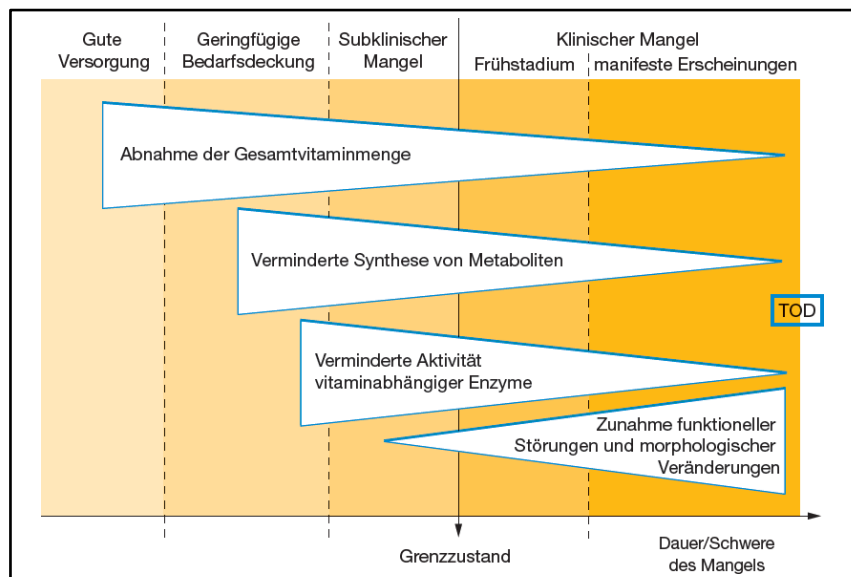 Gute
Versorgung
Geringfügige
Bedarfsdeckung
Subklinischer
Mangel
Klinischer Mangel
Frühstadium
manifeste Erscheinungen
Abnahme der Gesamtvitaminmenge
Verminderte Synthese von Metaboliten
TOD
Verminderte Aktivität
vitaminabhängiger Enzyme
Zunahme funktioneller
Störungen und morphologischer
Veränderungen
Grenzzustand
Dauer/Schwere
des Mangels